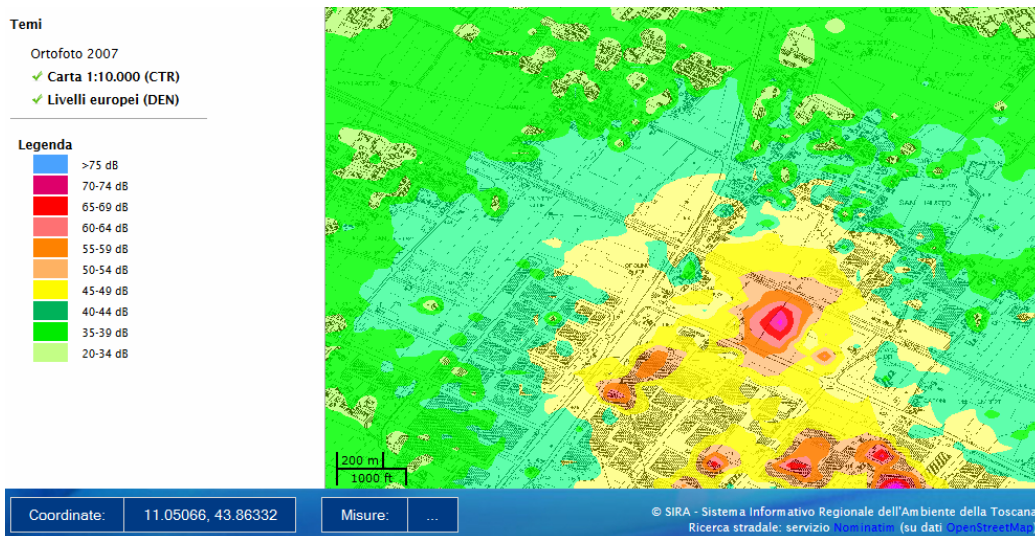 Temi
Ortofoto 2007
Carta 1:10.000 (CTR)
Livelli europei (DEN)
Legenda
>75 dB
70-74 dB
65-69 dB
60-64 dB
55-59 dB
50-54 dB
45-49 dB
40-44 dB
35-39 dB
20-34 dB
200 m
1000 ft
Coordinate:
11.05066, 43.86332
Misure:
...
© SIRA - Sistema Informativo Regionale dell'Ambiente della Toscana
Ricerca stradale: servizio Nominatim (su dati OpenStreetMap)